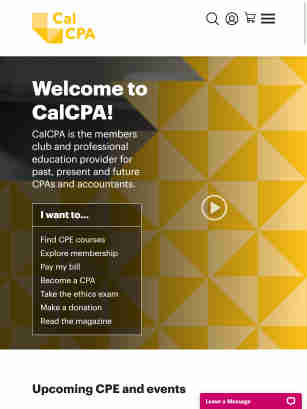 Cal
CPA
Welcome to
CalCPA!
CalCPA is the members
club and professional
education provider for
past, present and future
CPAs and accountants.
I want to...
Find CPE courses
Explore membership
Pay my bill
Become a CPA
Take the ethics exam
Make a donation
Read the magazine
Upcoming CPE and events
Leave a Message